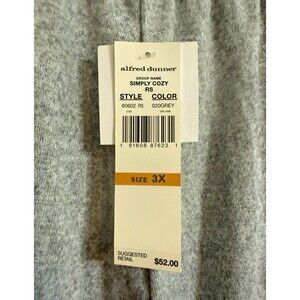 alfred dunner
GROUP NAME
SIMPLY COZY
RS
STYLE COLOR
60602 RS 020GREY
1 91608 87623 1
SIZE 3X
SUGGESTED
RETAIL $52.00